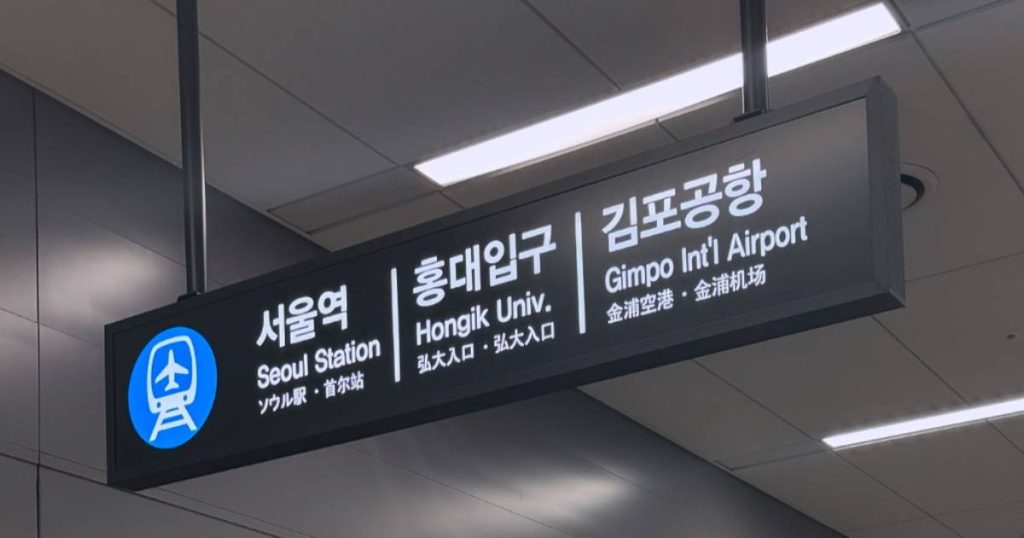 서울역
Seoul Station
ソウル駅 · 首尔站
홍대입구
Hongik Univ.
弘大入口 · 弘大入口
김포공항
Gimpo Int'l Airport
金浦空港 · 金浦机场